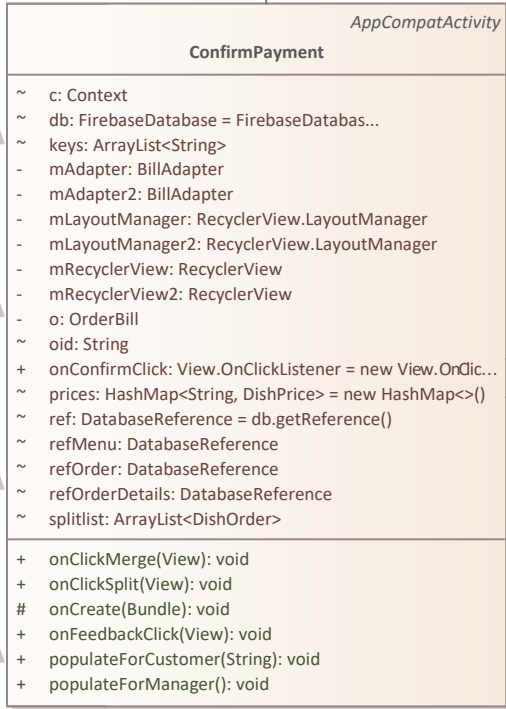 AppCompatActivity
ConfirmPayment
~ c: Context
~ db: FirebaseDatabase = FirebaseDatabas...
~ keys: ArrayList<String>
- mAdapter: BillAdapter
- mAdapter2: BillAdapter
- mLayoutManager: RecyclerView.LayoutManager
- mLayoutManager2: RecyclerView.LayoutManager
- mRecyclerView: RecyclerView
- mRecyclerView2: RecyclerView
- o: OrderBill
~ oid: String
+ onConfirmClick: View.OnClickListener = new View.OnClic...
~ prices: HashMap<String, DishPrice> = new HashMap<>()
~ ref: DatabaseReference = db.getReference()
~ refMenu: DatabaseReference
~ refOrder: DatabaseReference
~ refOrderDetails: DatabaseReference
~ splitlist: ArrayList<DishOrder>
+ onClickMerge(View): void
+ onClickSplit(View): void
# onCreate(Bundle): void
+ onFeedbackClick(View): void
+ populateForCustomer(String): void
+ populateForManager(): void